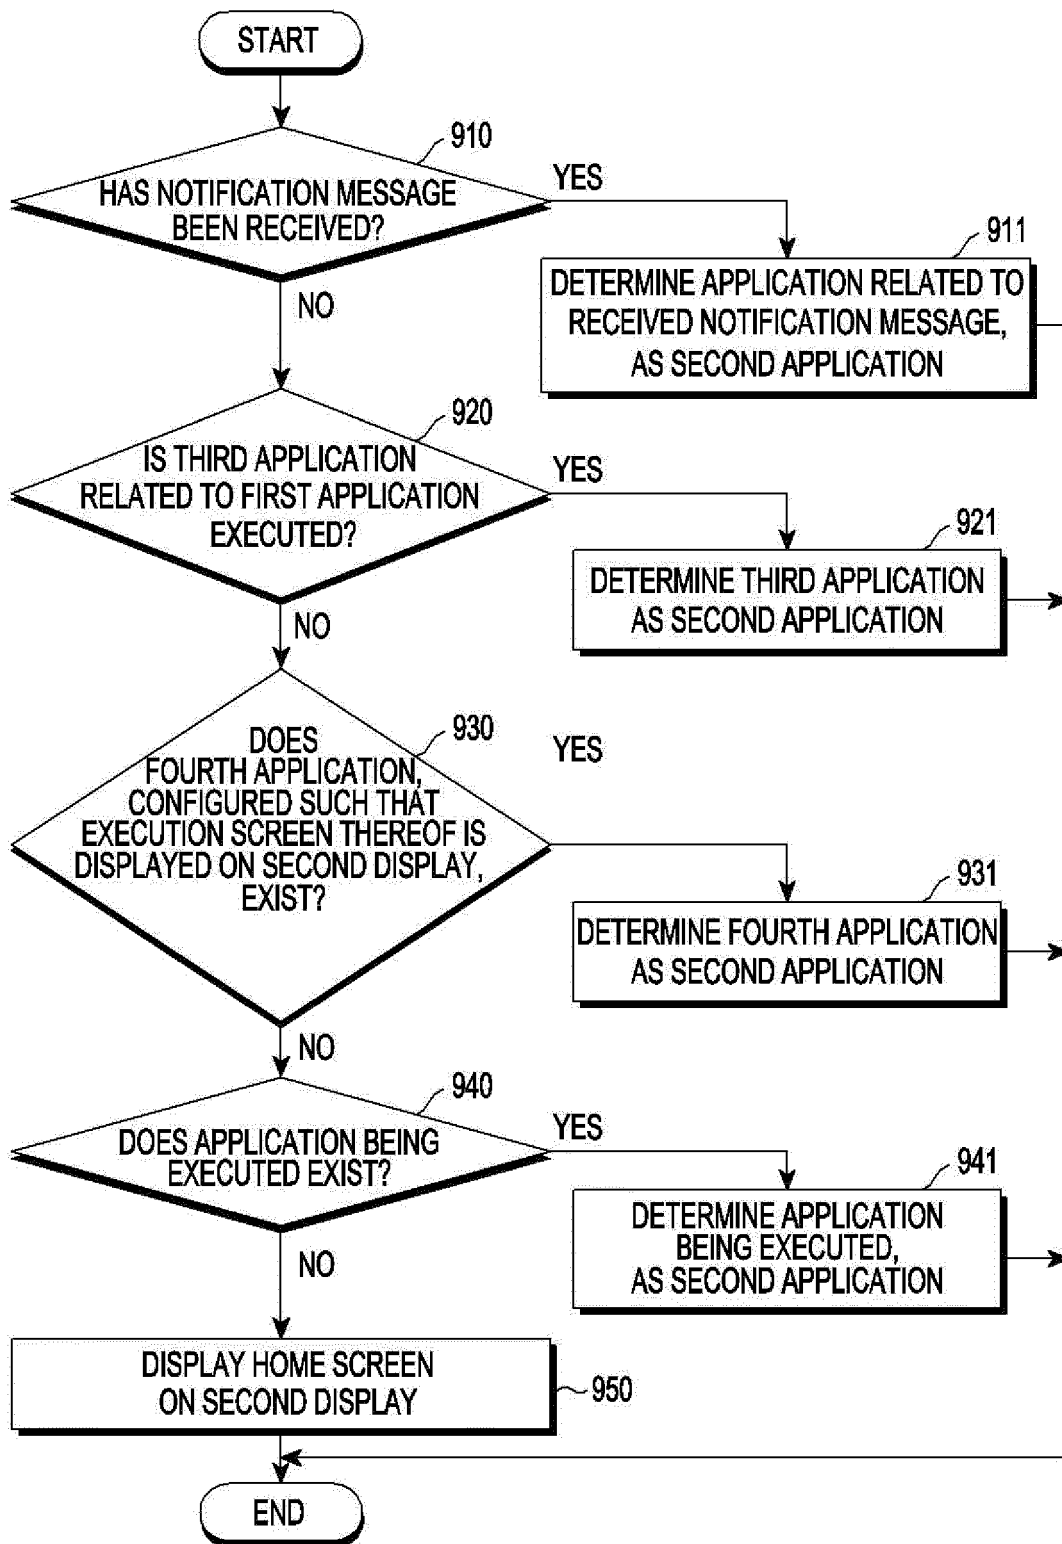 START
910
HAS NOTIFICATION MESSAGE
BEEN RECEIVED?
YES
NO
911
DETERMINE APPLICATION RELATED TO
RECEIVED NOTIFICATION MESSAGE,
AS SECOND APPLICATION
920
IS THIRD APPLICATION
RELATED TO FIRST APPLICATION
EXECUTED?
YES
NO
921
DETERMINE THIRD APPLICATION
AS SECOND APPLICATION
930
DOES
FOURTH APPLICATION,
CONFIGURED SUCH THAT
EXECUTION SCREEN THEREOF IS
DISPLAYED ON SECOND DISPLAY,
EXIST?
YES
NO
931
DETERMINE FOURTH APPLICATION
AS SECOND APPLICATION
940
DOES APPLICATION BEING
EXECUTED EXIST?
YES
NO
941
DETERMINE APPLICATION
BEING EXECUTED,
AS SECOND APPLICATION
DISPLAY HOME SCREEN
ON SECOND DISPLAY
950
END